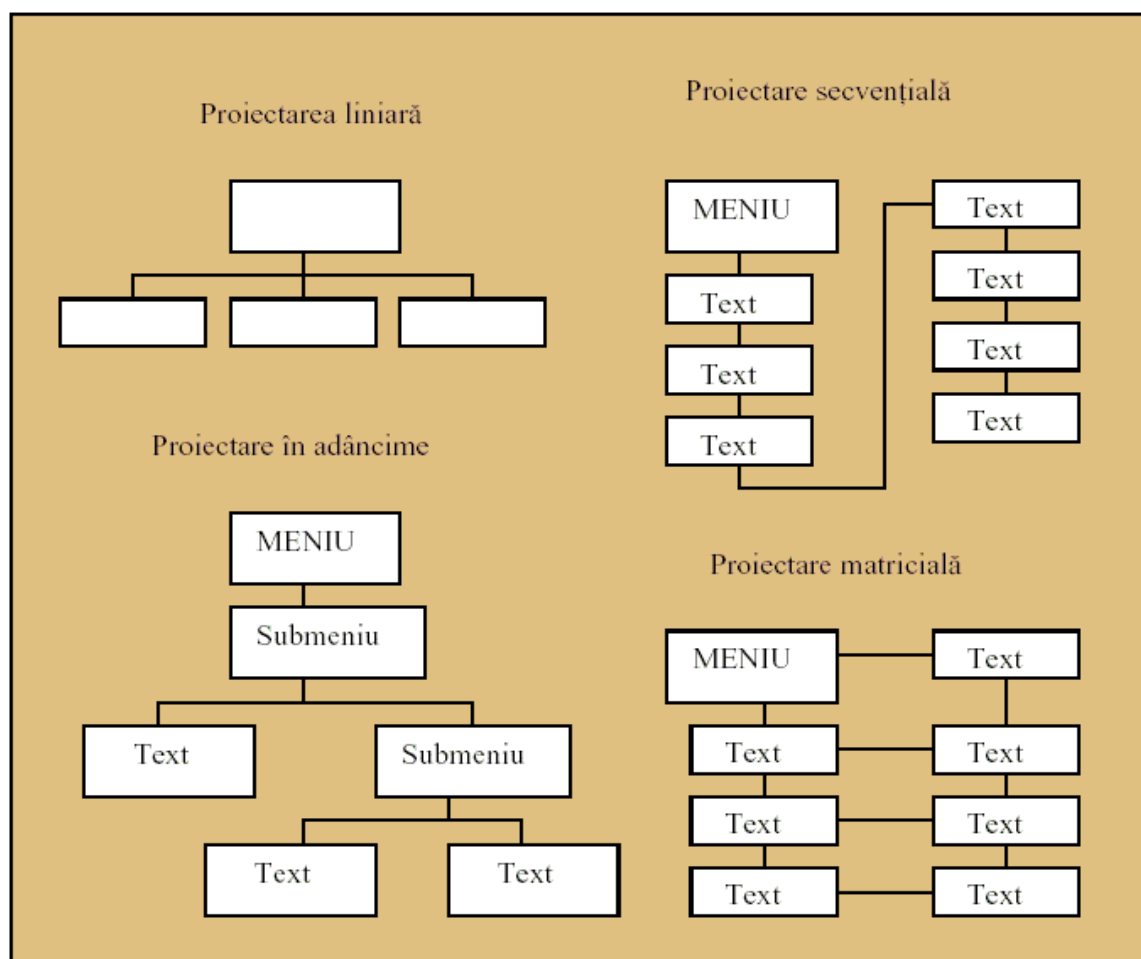 Proiectarea liniară
Proiectare secvențială
MENIU
Text
Text
Text
Text
Text
Text
Text
Proiectare în adâncime
MENIU
Submeniu
Text
Submeniu
Text
Text
Proiectare matricială
MENIU
Text
Text
Text
Text
Text
Text
Text